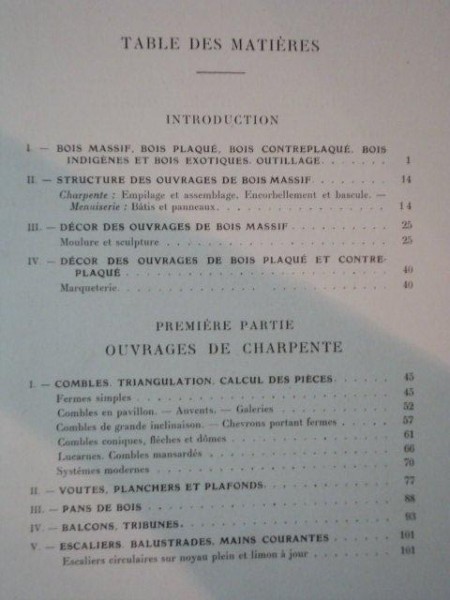 TABLE DES MATIÈRES
INTRODUCTION
I. — BOIS MASSIF, BOIS PLAQUÉ, BOIS CONTREPLAQUÉ. BOIS
INDIGÈNES ET BOIS EXOTIQUES. OUTILLAGE. . . . . . . 1
II. — STRUCTURE DES OUVRAGES DE BOIS MASSIF. . . . . . 14
Charpente : Empilage et assemblage. Encorbellement et bascule. —
Menuiserie : Bâtis et panneaux. . . . . . . . . . . . . 14
III. — DÉCOR DES OUVRAGES DE BOIS MASSIF . . . . . . . 25
Moulure et sculpture . . . . . . . . . . . . . . . . . 25
IV. — DÉCOR DES OUVRAGES DE BOIS PLAQUÉ ET CONTRE-
PLAQUÉ . . . . . . . . . . . . . . . . . . . . . 40
Marqueterie. . . . . . . . . . . . . . . . . . . . . 40
PREMIÈRE PARTIE
OUVRAGES DE CHARPENTE
I. — COMBLES. TRIANGULATION. CALCUL DES PIÈCES. . . . . . 45
Fermes simples . . . . . . . . . . . . . . . . . . . . 45
Combles en pavillon. — Auvents. — Galeries . . . . . . . . 52
Combles de grande inclinaison. — Chevrons portant fermes . . . 57
Combles coniques, flèches et dômes . . . . . . . . . . . . 61
Lucarnes. Combles mansardés . . . . . . . . . . . . . . 66
Systèmes modernes . . . . . . . . . . . . . . . . . . 70
II. — VOUTES, PLANCHERS ET PLAFONDS. . . . . . . . . . 77
III. — PANS DE BOIS . . . . . . . . . . . . . . . . . 88
IV. — BALCONS, TRIBUNES. . . . . . . . . . . . . . . . 93
V. — ESCALIERS. BALUSTRADES. MAINS COURANTES . . . . . . 101
Escaliers circulaires sur noyau plein et limon à jour . . . . . 101